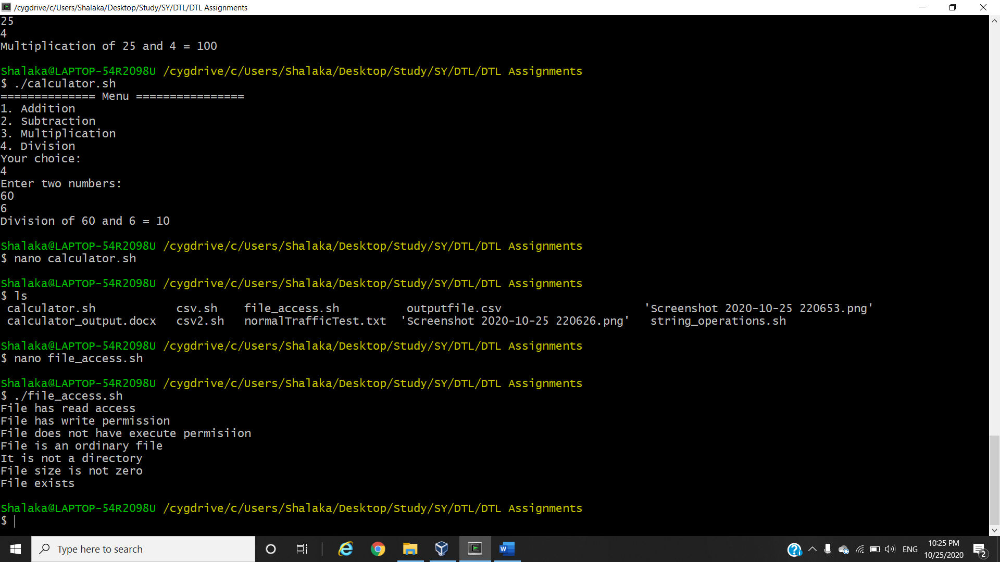 /cygdrive/c/Users/Shalaka/Desktop/Study/SY/DTL/DTL Assignments
25
4
Multiplication of 25 and 4 = 100
Shalaka@LAPTOP-54R2O98U /cygdrive/c/Users/Shalaka/Desktop/Study/SY/DTL/DTL Assignments
$ ./calculator.sh
============== Menu ================
1. Addition
2. Subtraction
3. Multiplication
4. Division
Your choice:
4
Enter two numbers:
60
6
Division of 60 and 6 = 10
Shalaka@LAPTOP-54R2O98U /cygdrive/c/Users/Shalaka/Desktop/Study/SY/DTL/DTL Assignments
$ nano calculator.sh
Shalaka@LAPTOP-54R2O98U /cygdrive/c/Users/Shalaka/Desktop/Study/SY/DTL/DTL Assignments
$ ls
calculator.sh csv.sh file_access.sh outputfile.csv 'Screenshot 2020-10-25 220653.png'
calculator_output.docx csv2.sh normalTrafficTest.txt 'Screenshot 2020-10-25 220626.png' string_operations.sh
Shalaka@LAPTOP-54R2O98U /cygdrive/c/Users/Shalaka/Desktop/Study/SY/DTL/DTL Assignments
$ nano file_access.sh
Shalaka@LAPTOP-54R2O98U /cygdrive/c/Users/Shalaka/Desktop/Study/SY/DTL/DTL Assignments
$ ./file_access.sh
File has read access
File has write permission
File does not have execute permisiion
File is an ordinary file
It is not a directory
File size is not zero
File exists
Shalaka@LAPTOP-54R2O98U /cygdrive/c/Users/Shalaka/Desktop/Study/SY/DTL/DTL Assignments
$
Type here to search
ENG
10:25 PM
10/25/2020
2